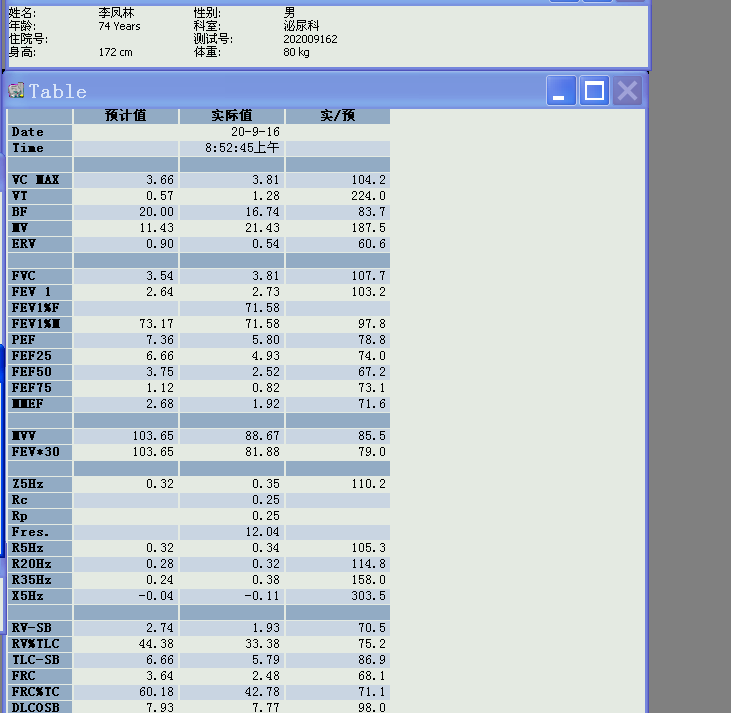 姓名: 李凤林 性别: 男
年龄: 74 Years 科室: 泌尿科
住院号: 测试号: 202009162
身高: 172 cm 体重: 80 kg
Table
预计值 实际值 实/预
Date 20-9-16
Time 8:52:45上午
VC MAX 3.66 3.81 104.2
VT 0.57 1.28 224.0
BF 20.00 16.74 83.7
MV 11.43 21.43 187.5
ERV 0.90 0.54 60.6
FVC 3.54 3.81 107.7
FEV 1 2.64 2.73 103.2
FEV1%F 71.58
FEV1%M 73.17 71.58 97.8
PEF 7.36 5.80 78.8
FEF25 6.66 4.93 74.0
FEF50 3.75 2.52 67.2
FEF75 1.12 0.82 73.1
MMEF 2.68 1.92 71.6
MVV 103.65 88.67 85.5
FEV*30 103.65 81.88 79.0
Z5Hz 0.32 0.35 110.2
Rc 0.25
Rp 0.25
Fres. 12.04
R5Hz 0.32 0.34 105.3
R20Hz 0.28 0.32 114.8
R35Hz 0.24 0.38 158.0
X5Hz -0.04 -0.11 303.5
RV-SB 2.74 1.93 70.5
RV%TLC 44.38 33.38 75.2
TLC-SB 6.66 5.79 86.9
FRC 3.64 2.48 68.1
FRC%TC 60.18 42.78 71.1
DLCOSB 7.93 7.77 98.0